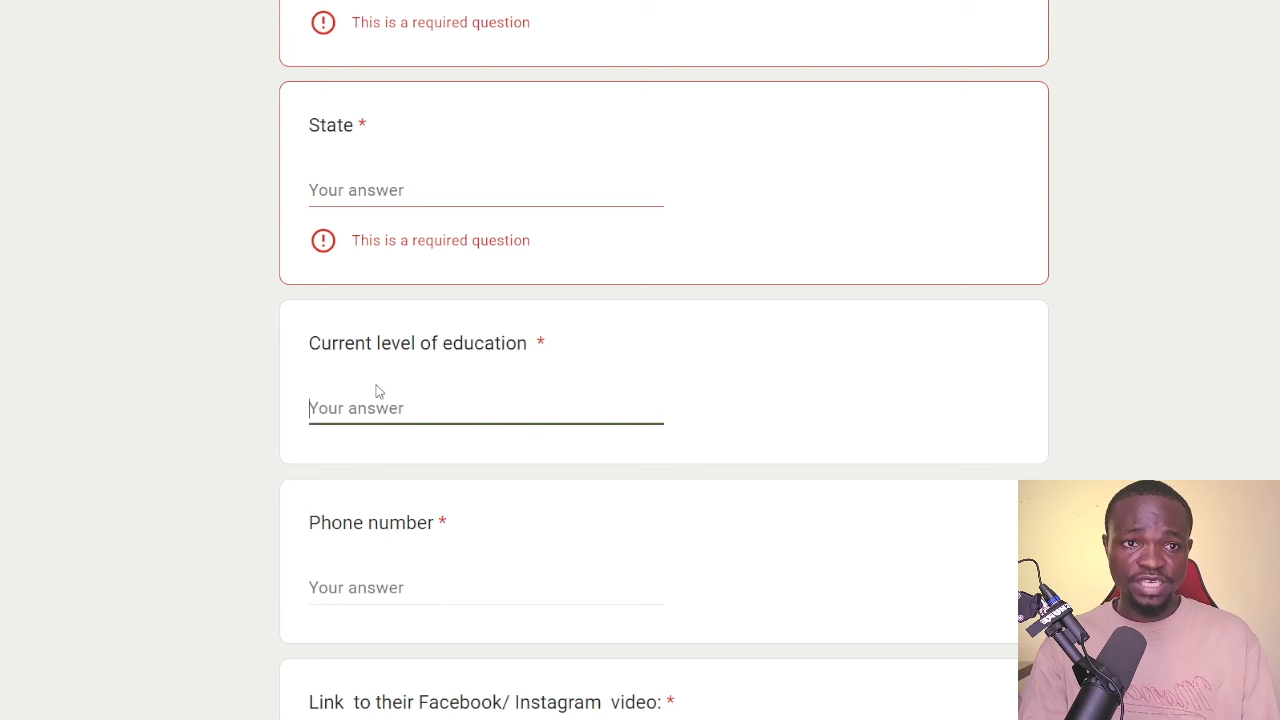 This is a required question
State *
Your answer
This is a required question
Current level of education *
Your answer
Phone number *
Your answer
Link to their Facebook/ Instagram video: *